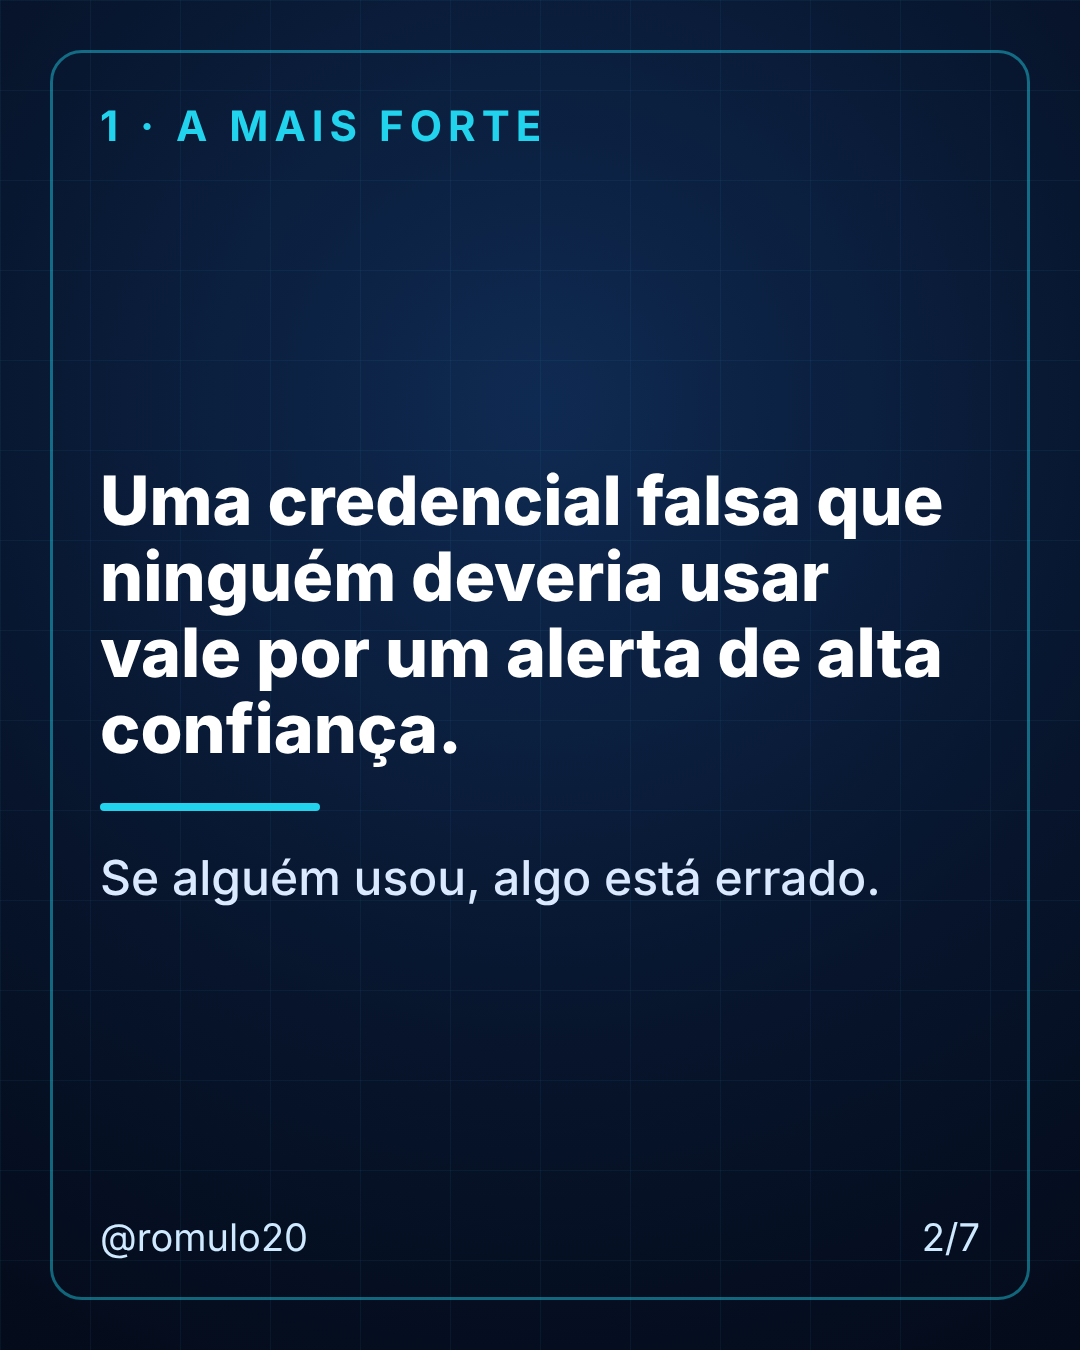 1 · A MAIS FORTE
Uma credencial falsa que
ninguém deveria usar
vale por um alerta de alta
confiança.
Se alguém usou, algo está errado.
@romulo20
2/7